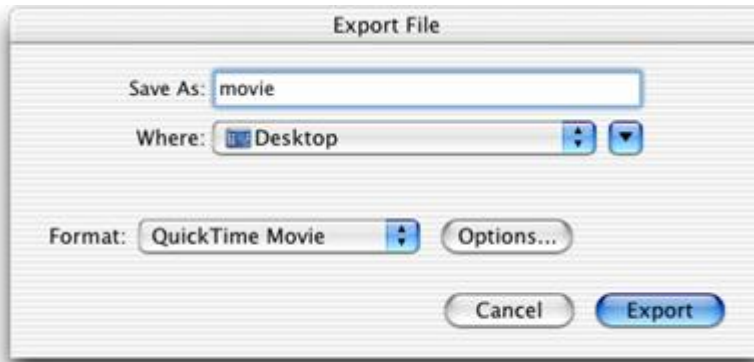 Export File
Save As: movie
Where: Desktop
Format: QuickTime Movie Options...
Cancel Export